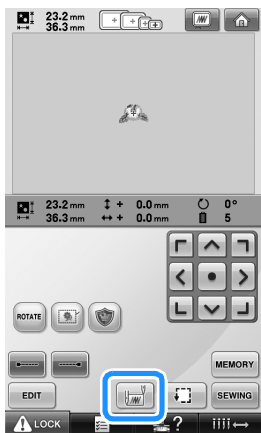 23.2 mm
36.3 mm
23.2 mm ↕ + 0.0 mm 0°
36.3 mm ↔ + 0.0 mm 5
ROTATE
MEMORY
EDIT
SEWING
LOCK
?